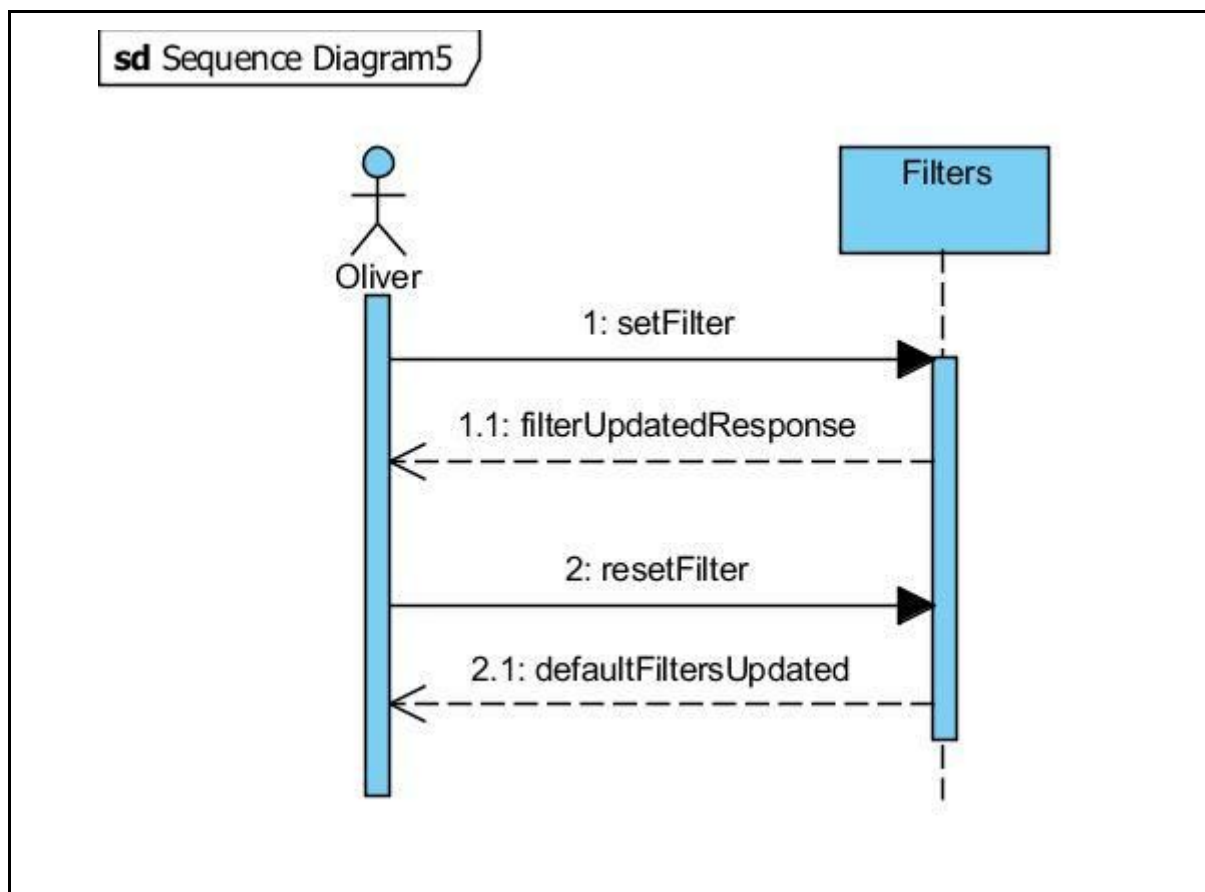 sd Sequence Diagram5
Filters
Oliver
1: setFilter
1.1: filterUpdatedResponse
2: resetFilter
2.1: defaultFiltersUpdated